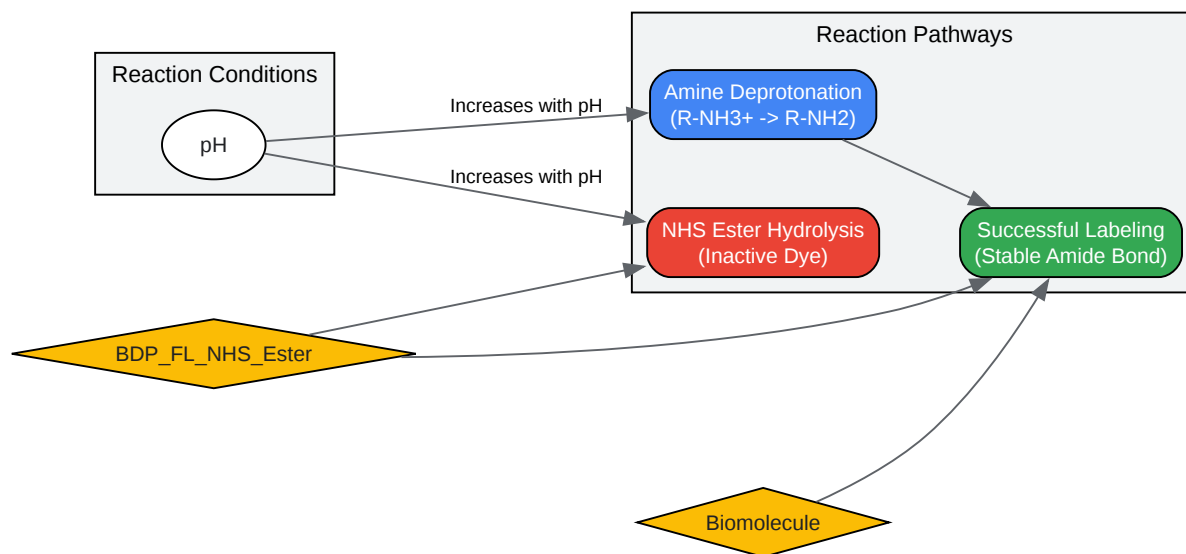 Reaction Pathways
Reaction Conditions
Amine Deprotonation
(R-NH3+ -> R-NH2)
Increases with pH
pH
Increases with pH
NHS Ester Hydrolysis
(Inactive Dye)
Successful Labeling
(Stable Amide Bond)
BDP_FL_NHS_Ester
Biomolecule